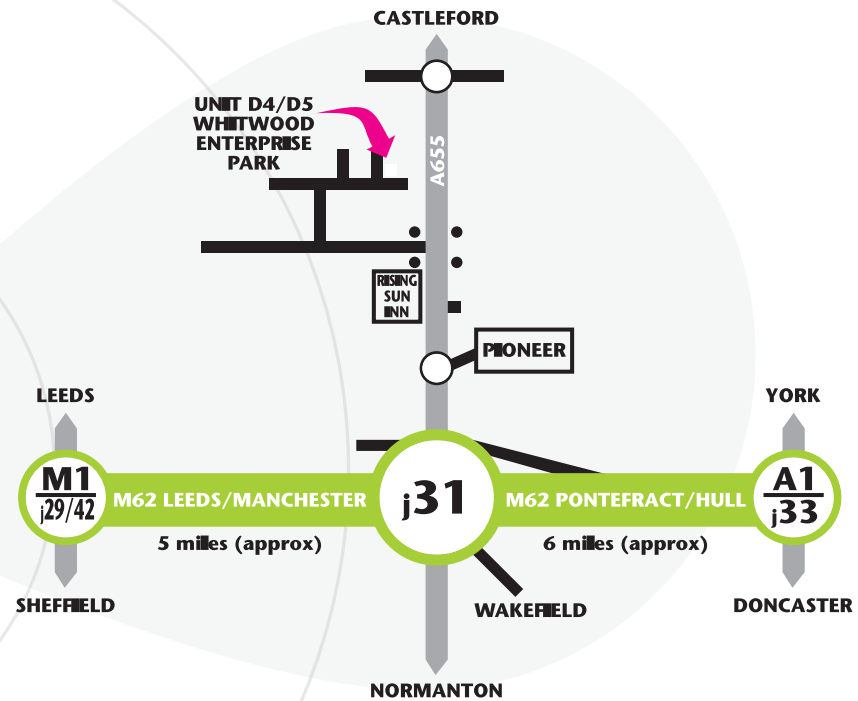 CASTLEFORD
UNIT D4/D5
WHITWOOD
ENTERPRISE
PARK
A655
RISING
SUN
INN
PIONEER
LEEDS
YORK
M1
j29/42
M62 LEEDS/MANCHESTER
j31
M62 PONTEFRACT/HULL
A1
j33
5 miles (approx)
6 miles (approx)
SHEFFIELD
WAKEFIELD
DONCASTER
NORMANTON